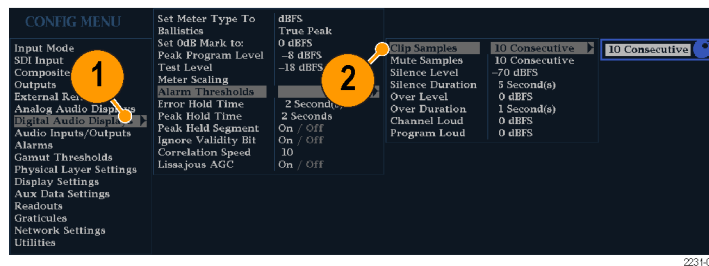 CONFIG MENU
Input Mode
SDI Input
Composite
Outputs
External
Analog Audio Displays
Digital Audio
Audio Inputs/Outputs
Alarms
Gamut Thresholds
Physical Layer Settings
Display Settings
Aux Data Settings
Readouts
Graticules
Network Settings
Utilities
1
Set Meter Type To dBFS
Ballistics True Peak
Set 0dB Mark to: 0 dBFS
Peak Program Level −8 dBFS
Test Level −18 dBFS
Meter Scaling
Alarm Thresholds
Error Hold Time 2 Second(s)
Peak Hold Time 2 Seconds
Peak Held Segment On / Off
Ignore Validity Bit On / Off
Correlation Speed 10
Lissajous AGC On / Off
2
Clip Samples 10 Consecutive
Mute Samples 10 Consecutive
Silence Level −70 dBFS
Silence Duration 5 Second(s)
Over Level 0 dBFS
Over Duration 1 Second(s)
Channel Loud 0 dBFS
Program Loud 0 dBFS
10 Consecutive